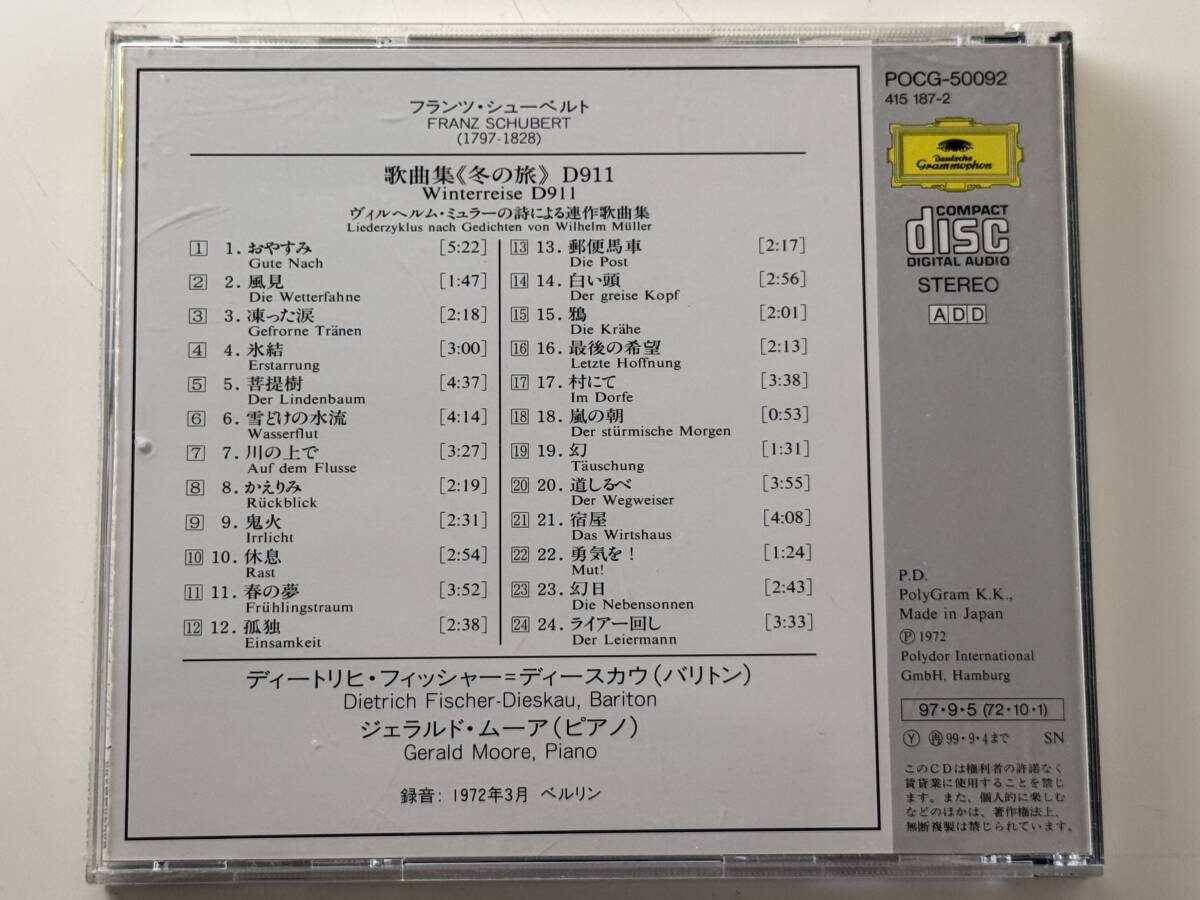 フランツ・シューベルト
FRANZ SCHUBERT
(1797-1828)
歌曲集《冬の旅》 D911
Winterreise D911
ヴィルヘルム・ミュラーの詩による連作歌曲集
Liederzyklus nach Gedichten von Wilhelm Müller
1 1. おやすみ [5:22]
Gute Nach
2 2. 風見 [1:47]
Die Wetterfahne
3 3. 凍った涙 [2:18]
Gefrorne Tränen
4 4. 氷結 [3:00]
Erstarrung
5 5. 菩提樹 [4:37]
Der Lindenbaum
6 6. 雪どけの水流 [4:14]
Wasserflut
7 7. 川の上で [3:27]
Auf dem Flusse
8 8. かえりみ [2:19]
Rückblick
9 9. 鬼火 [2:31]
Irrlicht
10 10. 休息 [2:54]
Rast
11 11. 春の夢 [3:52]
Frühlingstraum
12 12. 孤独 [2:38]
Einsamkeit
13 13. 郵便馬車 [2:17]
Die Post
14 14. 白い頭 [2:56]
Der greise Kopf
15 15. 鴉 [2:01]
Die Krähe
16 16. 最後の希望 [2:13]
Letzte Hoffnung
17 17. 村にて [3:38]
Im Dorfe
18 18. 嵐の朝 [0:53]
Der stürmische Morgen
19 19. 幻 [1:31]
Täuschung
20 20. 道しるべ [3:55]
Der Wegweiser
21 21. 宿屋 [4:08]
Das Wirtshaus
22 22. 勇気を! [1:24]
Mut!
23 23. 幻日 [2:43]
Die Nebensonnen
24 24. ライアー回し [3:33]
Der Leiermann
ディートリヒ・フィッシャー=ディースカウ(バリトン)
Dietrich Fischer-Dieskau, Bariton
ジェラルド・ムーア(ピアノ)
Gerald Moore, Piano
録音: 1972年3月 ベルリン
POCG-50092
415 187-2
Deutsche
Grammophon
COMPACT
disc
DIGITAL AUDIO
STEREO
ADD
P.D.
PolyGram K.K.,
Made in Japan
Ⓟ 1972
Polydor International
GmbH, Hamburg
97・9・5 (72・10・1)
Ⓨ ㊢99・9・4まで SN
このCDは権利者の許諾なく
賃貸業に使用することを禁じ
ます。また、個人的に楽しむ
などのほかは、著作権法上、
無断複製は禁じられています。